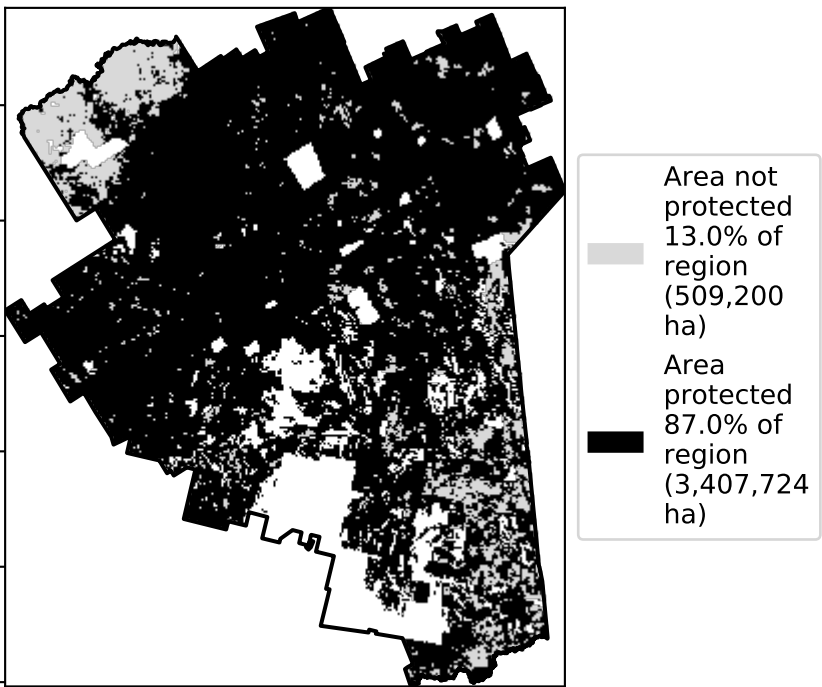 Area not
protected
13.0% of
region
(509,200
ha)
Area
protected
87.0% of
region
(3,407,724
ha)